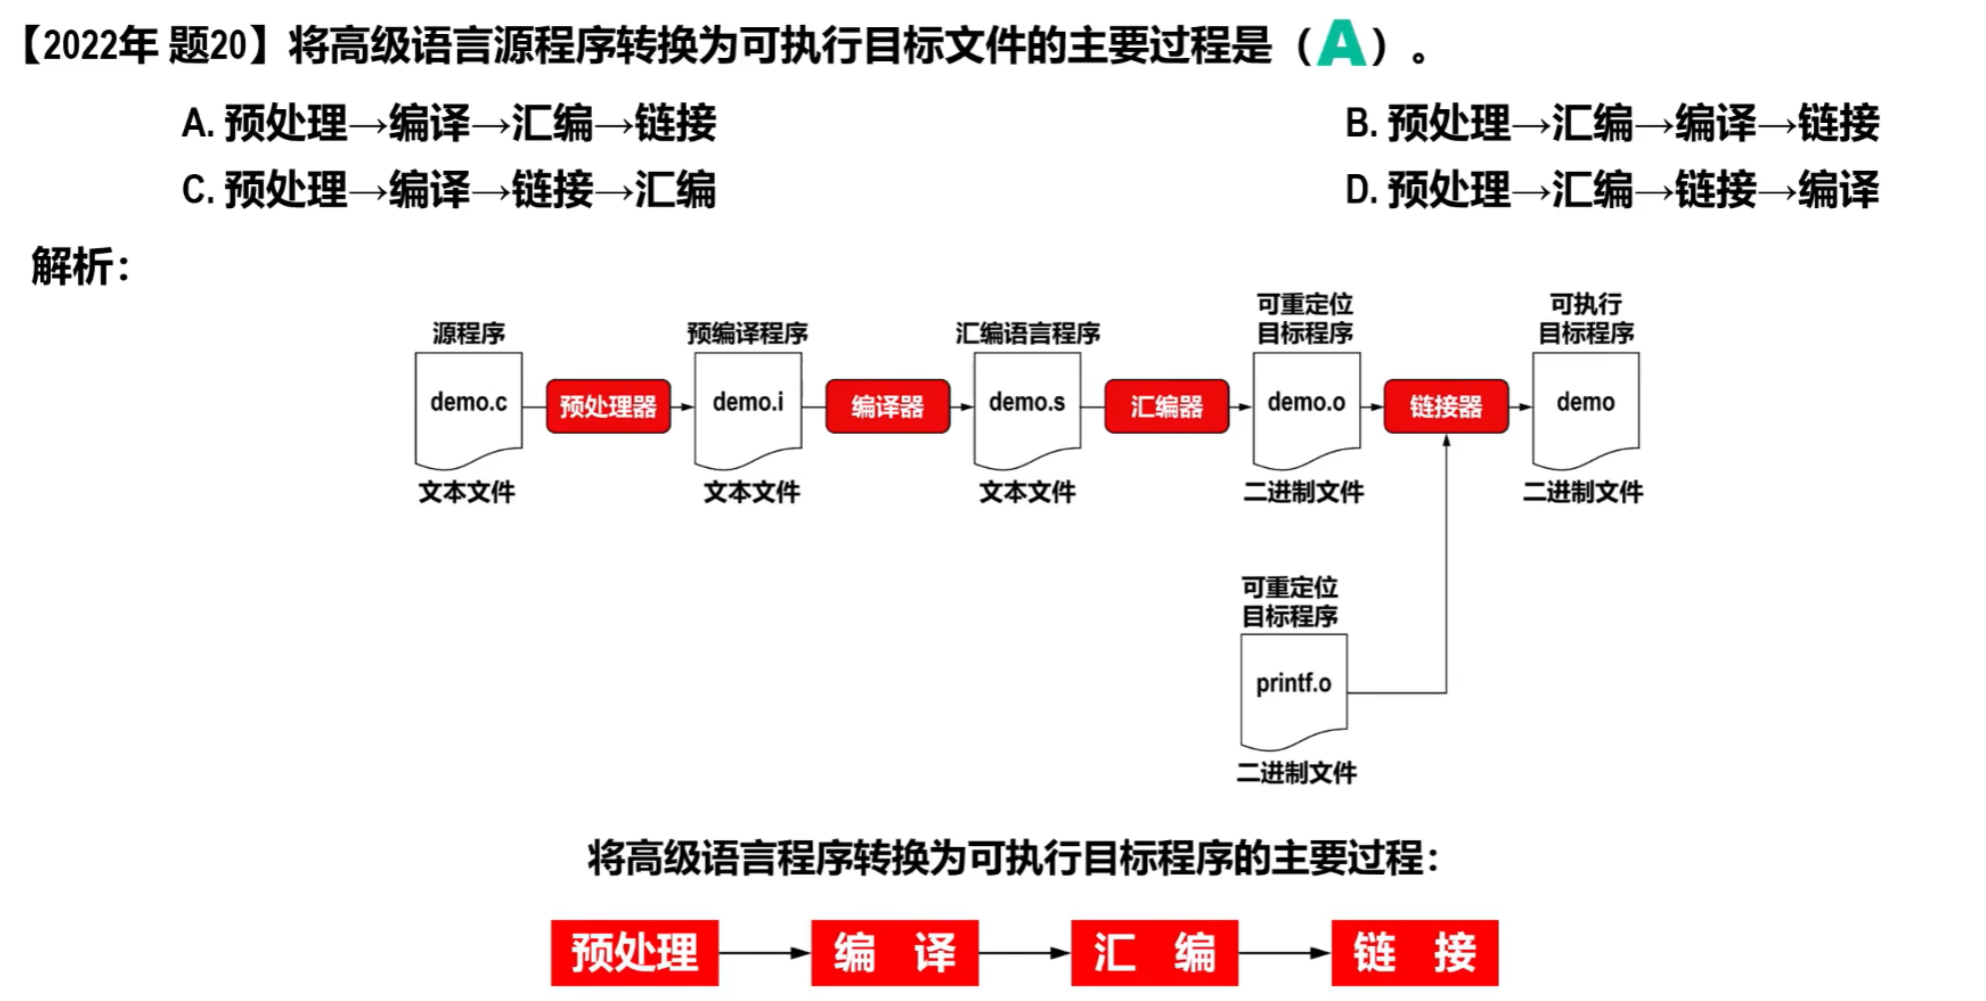 【2022年 题20】将高级语言源程序转换为可执行目标文件的主要过程是（A）。
A. 预处理→编译→汇编→链接
B. 预处理→汇编→编译→链接
C. 预处理→编译→链接→汇编
D. 预处理→汇编→链接→编译
解析：
源程序
预编译程序
汇编语言程序
可重定位
目标程序
可执行
目标程序
demo.c
预处理器
demo.i
编译器
demo.s
汇编器
demo.o
链接器
demo
文本文件
文本文件
文本文件
二进制文件
二进制文件
可重定位
目标程序
printf.o
二进制文件
将高级语言程序转换为可执行目标程序的主要过程：
预处理
编 译
汇 编
链 接